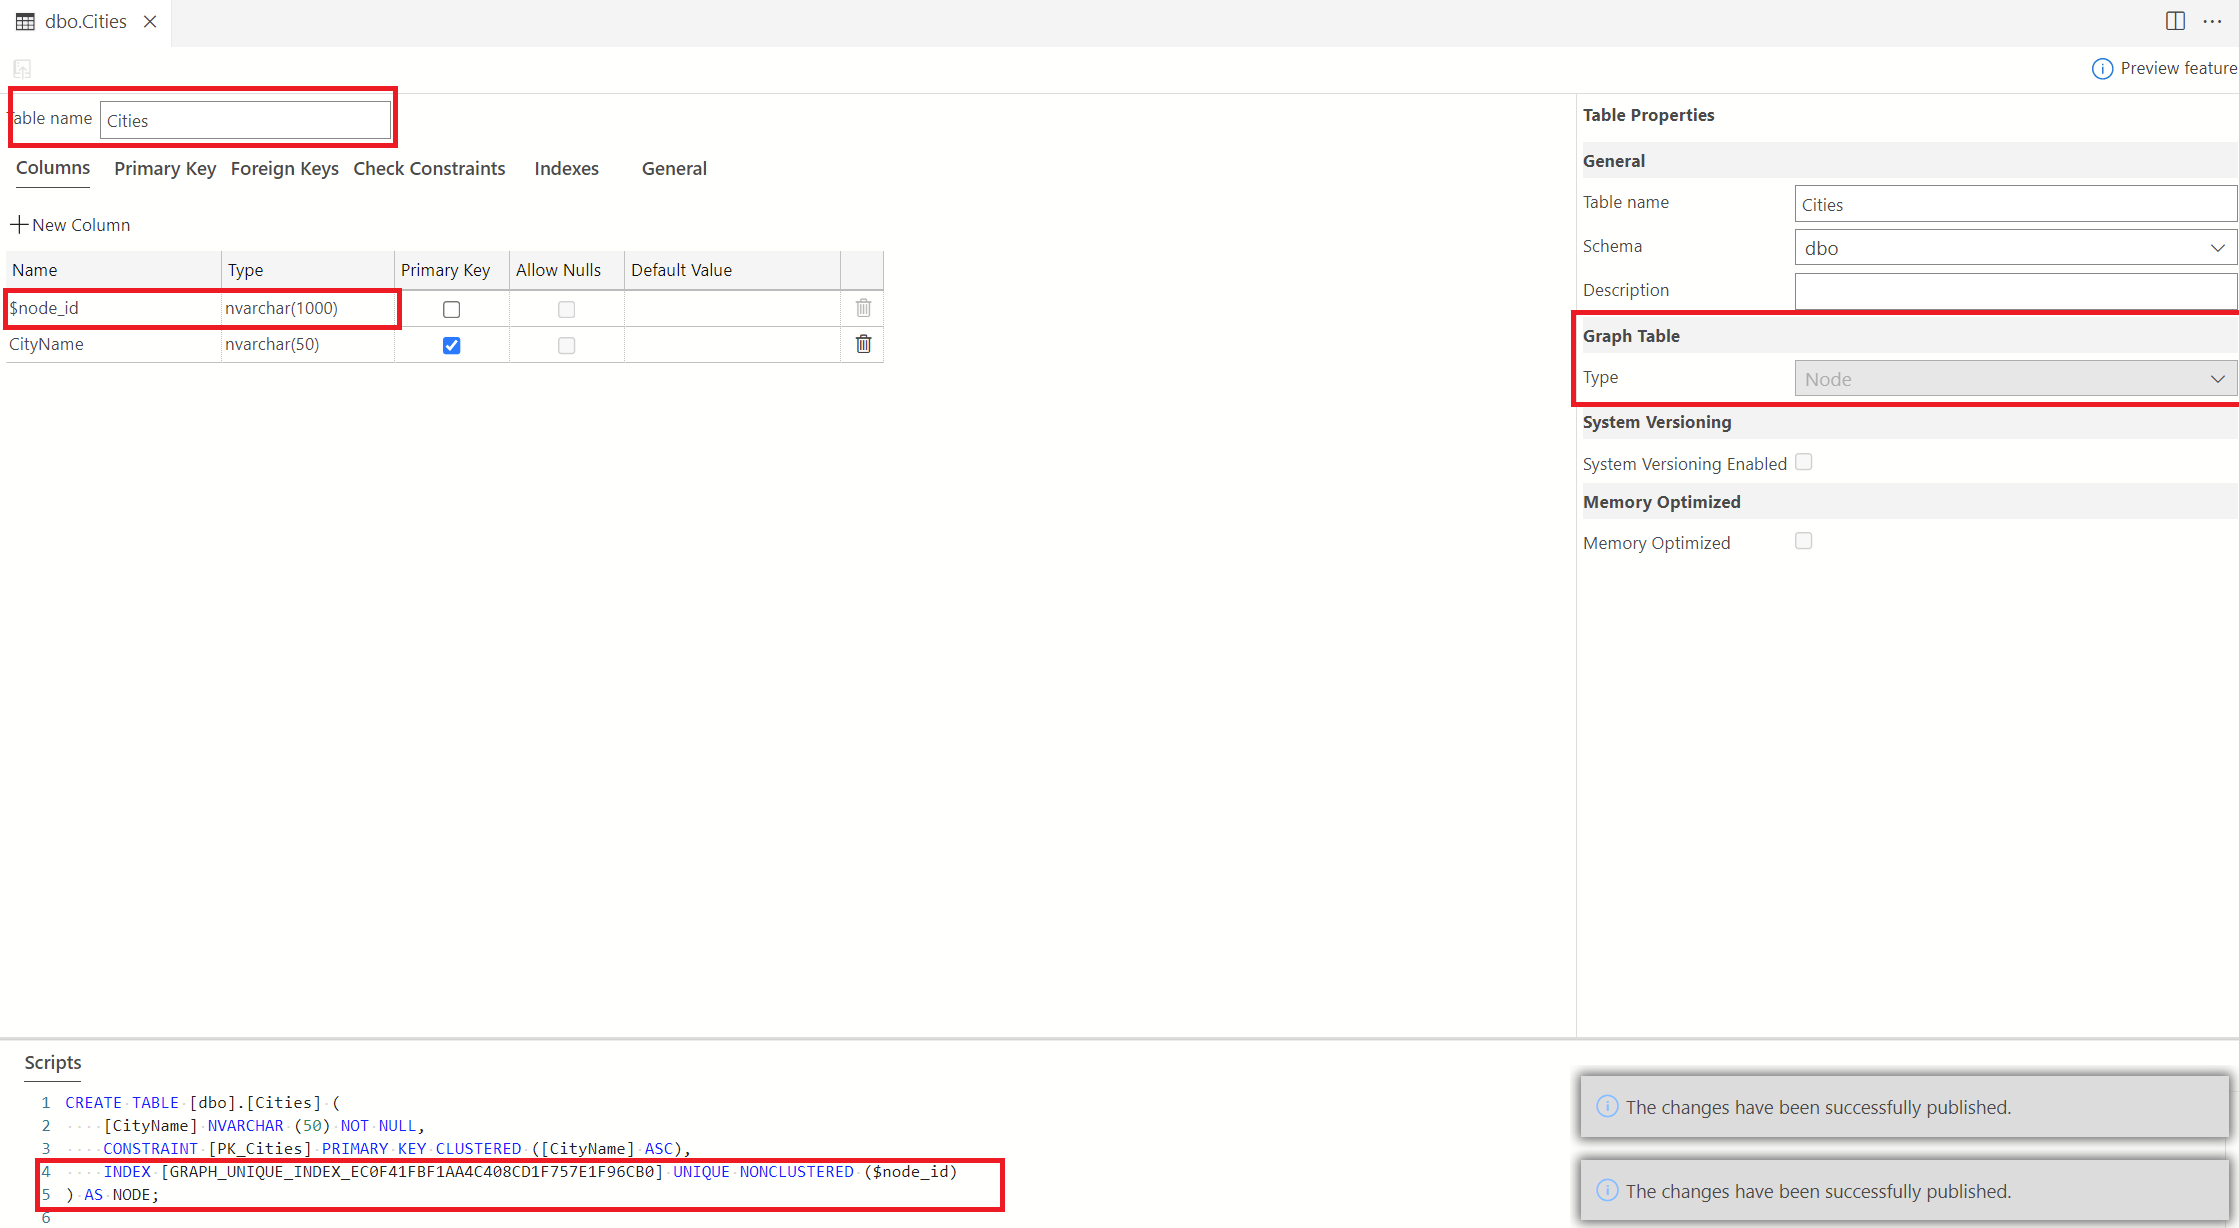 dbo.Cities
Preview feature
Table name Cities
Columns Primary Key Foreign Keys Check Constraints Indexes General
New Column
Name Type Primary Key Allow Nulls Default Value
$node_id nvarchar(1000)
CityName nvarchar(50)
Table Properties
General
Table name Cities
Schema dbo
Description
Graph Table
Type Node
System Versioning
System Versioning Enabled
Memory Optimized
Memory Optimized
Scripts
1 CREATE TABLE [dbo].[Cities] (
2 [CityName] NVARCHAR (50) NOT NULL,
3 CONSTRAINT [PK_Cities] PRIMARY KEY CLUSTERED ([CityName] ASC),
4 INDEX [GRAPH_UNIQUE_INDEX_EC0F41FBF1AA4C408CD1F757E1F96CB0] UNIQUE NONCLUSTERED ($node_id)
5 ) AS NODE;
6
The changes have been successfully published.
The changes have been successfully published.